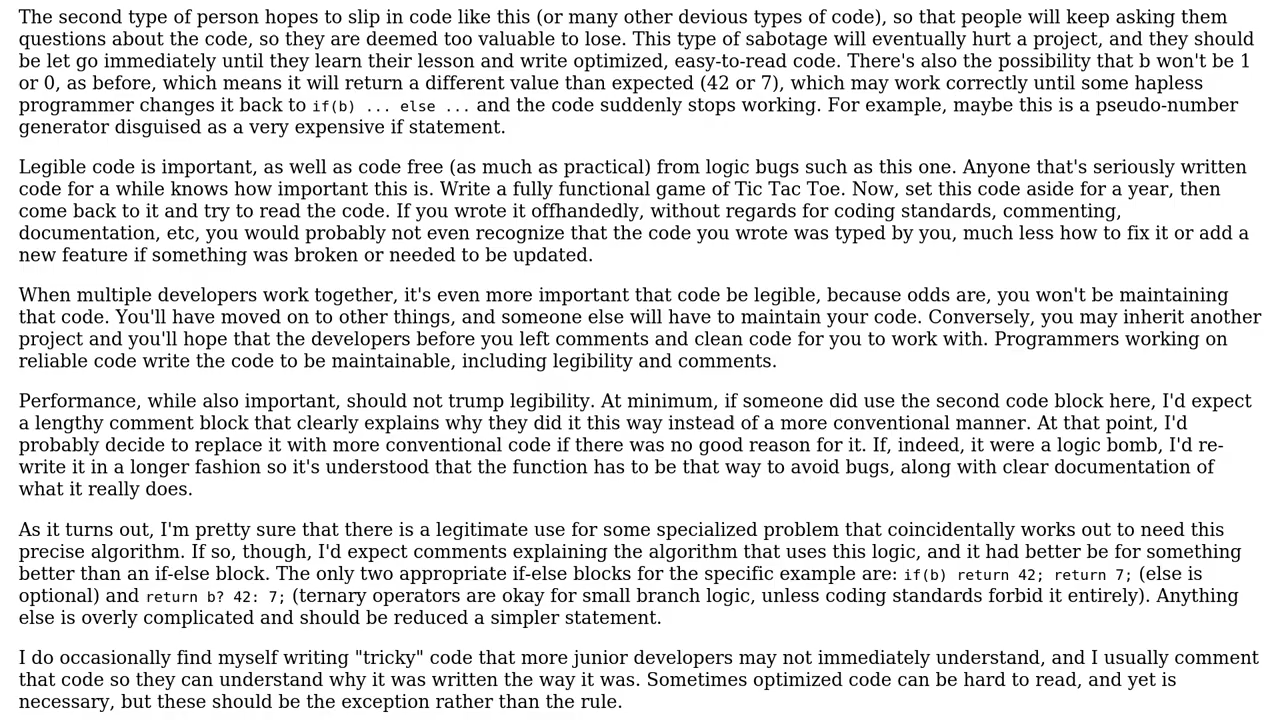 The second type of person hopes to slip in code like this (or many other devious types of code), so that people will keep asking them
questions about the code, so they are deemed too valuable to lose. This type of sabotage will eventually hurt a project, and they should
be let go immediately until they learn their lesson and write optimized, easy-to-read code. There's also the possibility that b won't be 1
or 0, as before, which means it will return a different value than expected (42 or 7), which may work correctly until some hapless
programmer changes it back to if(b) ... else ... and the code suddenly stops working. For example, maybe this is a pseudo-number
generator disguised as a very expensive if statement.
Legible code is important, as well as code free (as much as practical) from logic bugs such as this one. Anyone that's seriously written
code for a while knows how important this is. Write a fully functional game of Tic Tac Toe. Now, set this code aside for a year, then
come back to it and try to read the code. If you wrote it offhandedly, without regards for coding standards, commenting,
documentation, etc, you would probably not even recognize that the code you wrote was typed by you, much less how to fix it or add a
new feature if something was broken or needed to be updated.
When multiple developers work together, it's even more important that code be legible, because odds are, you won't be maintaining
that code. You'll have moved on to other things, and someone else will have to maintain your code. Conversely, you may inherit another
project and you'll hope that the developers before you left comments and clean code for you to work with. Programmers working on
reliable code write the code to be maintainable, including legibility and comments.
Performance, while also important, should not trump legibility. At minimum, if someone did use the second code block here, I'd expect
a lengthy comment block that clearly explains why they did it this way instead of a more conventional manner. At that point, I'd
probably decide to replace it with more conventional code if there was no good reason for it. If, indeed, it were a logic bomb, I'd re-
write it in a longer fashion so it's understood that the function has to be that way to avoid bugs, along with clear documentation of
what it really does.
As it turns out, I'm pretty sure that there is a legitimate use for some specialized problem that coincidentally works out to need this
precise algorithm. If so, though, I'd expect comments explaining the algorithm that uses this logic, and it had better be for something
better than an if-else block. The only two appropriate if-else blocks for the specific example are: if(b) return 42; return 7; (else is
optional) and return b? 42: 7; (ternary operators are okay for small branch logic, unless coding standards forbid it entirely). Anything
else is overly complicated and should be reduced a simpler statement.
I do occasionally find myself writing "tricky" code that more junior developers may not immediately understand, and I usually comment
that code so they can understand why it was written the way it was. Sometimes optimized code can be hard to read, and yet is
necessary, but these should be the exception rather than the rule.